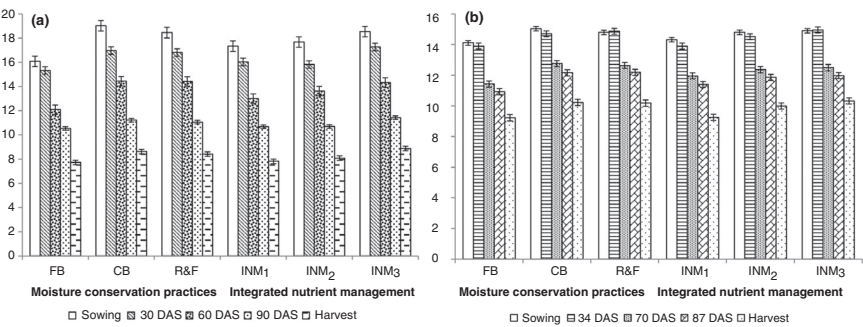 (a)
20
18
16
14
12
10
8
6
4
2
0
FB CB R&F INM1 INM2 INM3
Moisture conservation practices Integrated nutrient management
Sowing 30 DAS 60 DAS 90 DAS Harvest
(b)
16
14
12
10
8
6
4
2
0
FB CB R&F INM1 INM2 INM3
Moisture conservation practices Integrated nutrient management
Sowing 34 DAS 70 DAS 87 DAS Harvest